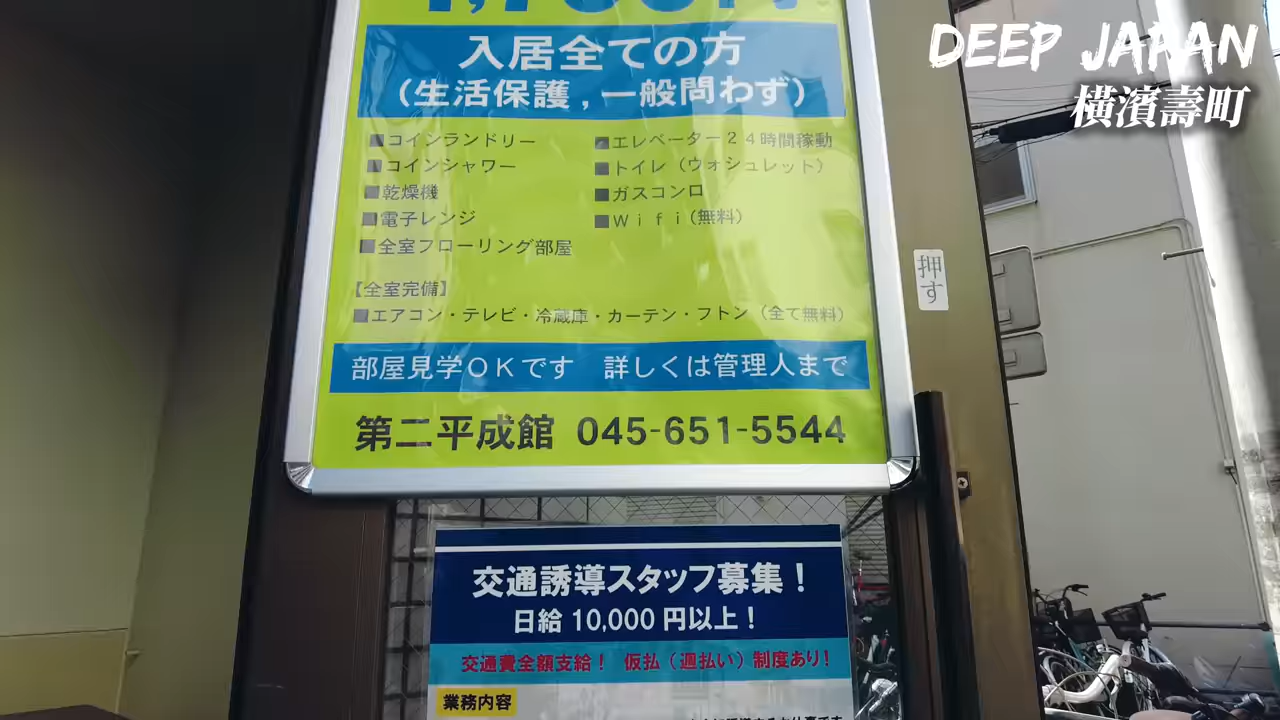 DEEP JAPAN
横濱壽町
入居全ての方
(生活保護,一般問わず)
■コインランドリー
■コインシャワー
■乾燥機
■電子レンジ
■全室フローリング部屋
■エレベーター24時間稼動
■トイレ（ウォシュレット）
■ガスコンロ
■Ｗｉｆｉ(無料)
【全室完備】
■エアコン・テレビ・冷蔵庫・カーテン・フトン（全て無料）
部屋見学ＯＫです　詳しくは管理人まで
第二平成館 045-651-5544
押す
交通誘導スタッフ募集！
日給 10,000 円以上！
交通費全額支給！ 仮払（週払い）制度あり！
業務内容